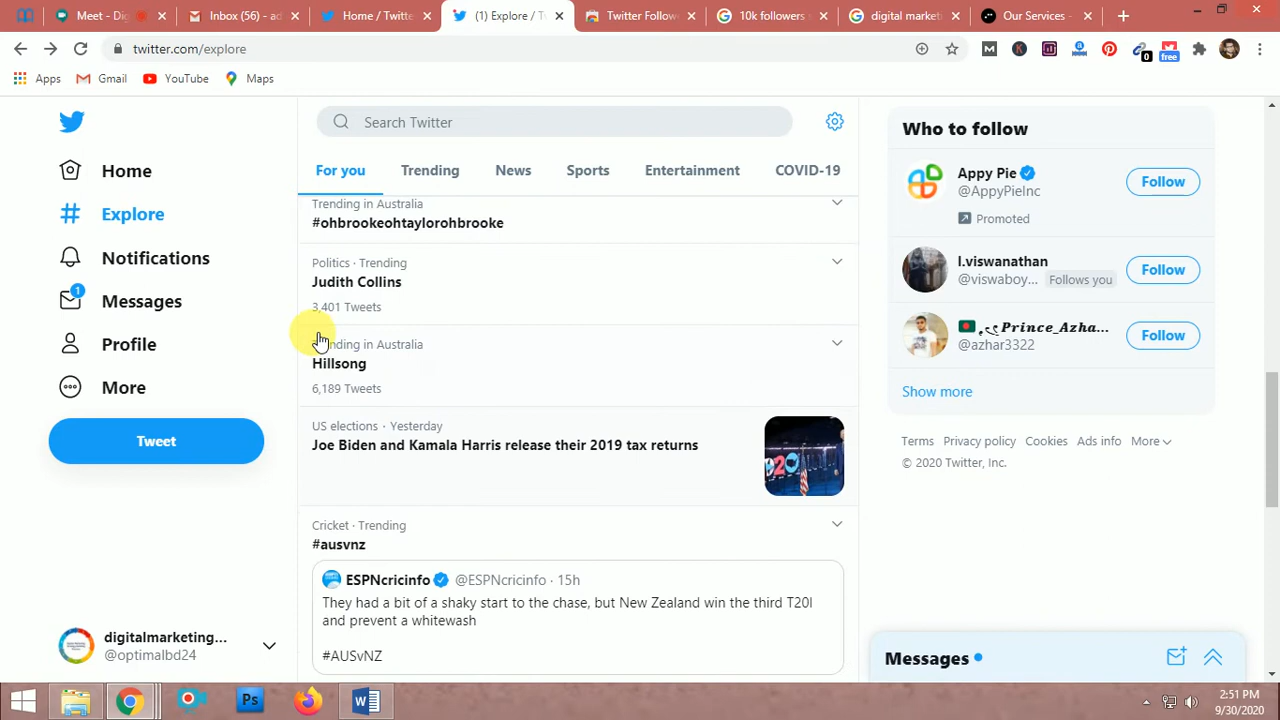 Meet - Dig
Inbox (56) - ad
Home / Twitte
(1) Explore / T
Twitter Follow
10k followers
digital market
Our Services -
twitter.com/explore
0
free
Apps
Gmail
YouTube
Maps
Home
Explore
Notifications
1
Messages
Profile
More
Tweet
digitalmarketing...
@optimalbd24
Search Twitter
For you
Trending
News
Sports
Entertainment
COVID-19
Trending in Australia
#ohbrookeohtaylorohbrooke
Politics · Trending
Judith Collins
3,401 Tweets
nding in Australia
Hillsong
6,189 Tweets
US elections · Yesterday
Joe Biden and Kamala Harris release their 2019 tax returns
Cricket · Trending
#ausvnz
ESPNcricinfo @ESPNcricinfo · 15h
They had a bit of a shaky start to the chase, but New Zealand win the third T20I
and prevent a whitewash
#AUSvNZ
Who to follow
Appy Pie
@AppyPieInc
Promoted
Follow
I.viswanathan
@viswaboy... Follows you
Follow
Prince_Azha...
@azhar3322
Follow
Show more
Terms Privacy policy Cookies Ads info More
© 2020 Twitter, Inc.
Messages
Ps
2:51 PM
9/30/2020